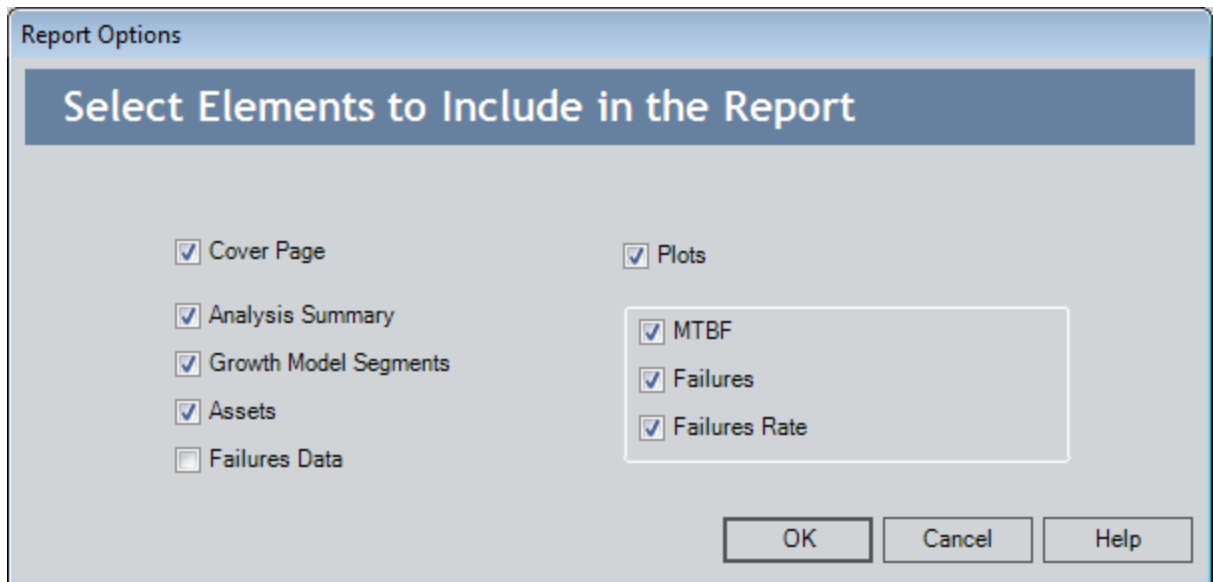 Report Options
Select Elements to Include in the Report
Cover Page
Analysis Summary
Growth Model Segments
Assets
Failures Data
Plots
MTBF
Failures
Failures Rate
OK
Cancel
Help